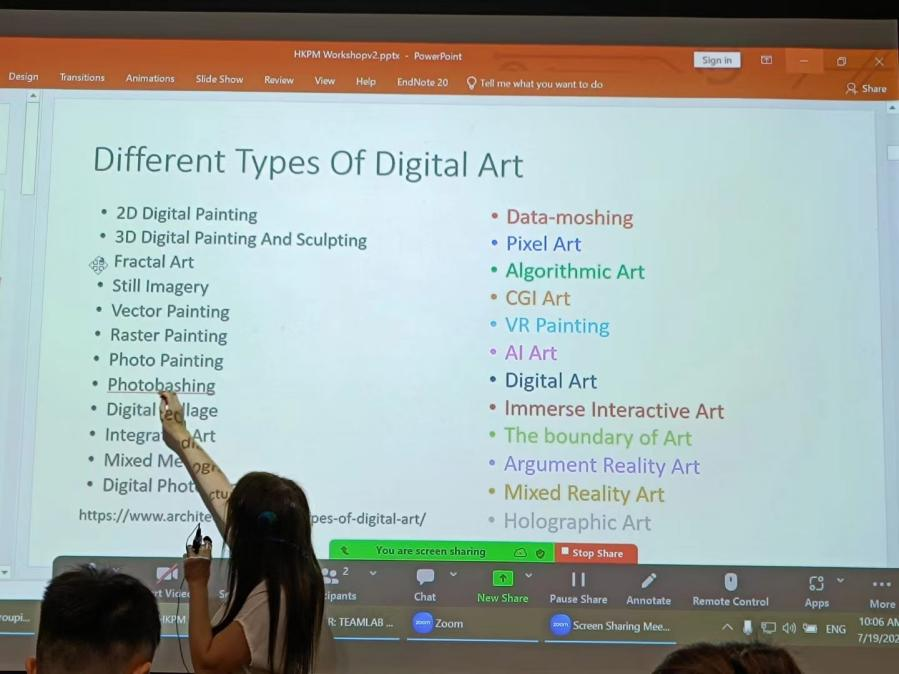 HKPM Workshopv2.pptx - PowerPoint
Sign in
Design Transitions Animations Slide Show Review View Help EndNote 20 Tell me what you want to do
Share
Different Types Of Digital Art
• 2D Digital Painting
• 3D Digital Painting And Sculpting
Fractal Art
• Still Imagery
• Vector Painting
• Raster Painting
• Photo Painting
• Photobashing
• Digital
• Art
• Mixed
• Digital
https://www.archite
pes-of-digital-art/
• Data-moshing
• Pixel Art
• Algorithmic Art
• CGI Art
• VR Painting
• AI Art
• Digital Art
• Immerse Interactive Art
• The boundary of Art
• Argument Reality Art
• Mixed Reality Art
• Holographic Art
You are screen sharing
Stop Share
2
Chat
New Share
Pause Share
Annotate
Remote Control
Apps
More
R: TEAMLAB ...
zoom Zoom
zoom Screen Sharing Mee...
ENG
10:06 AM